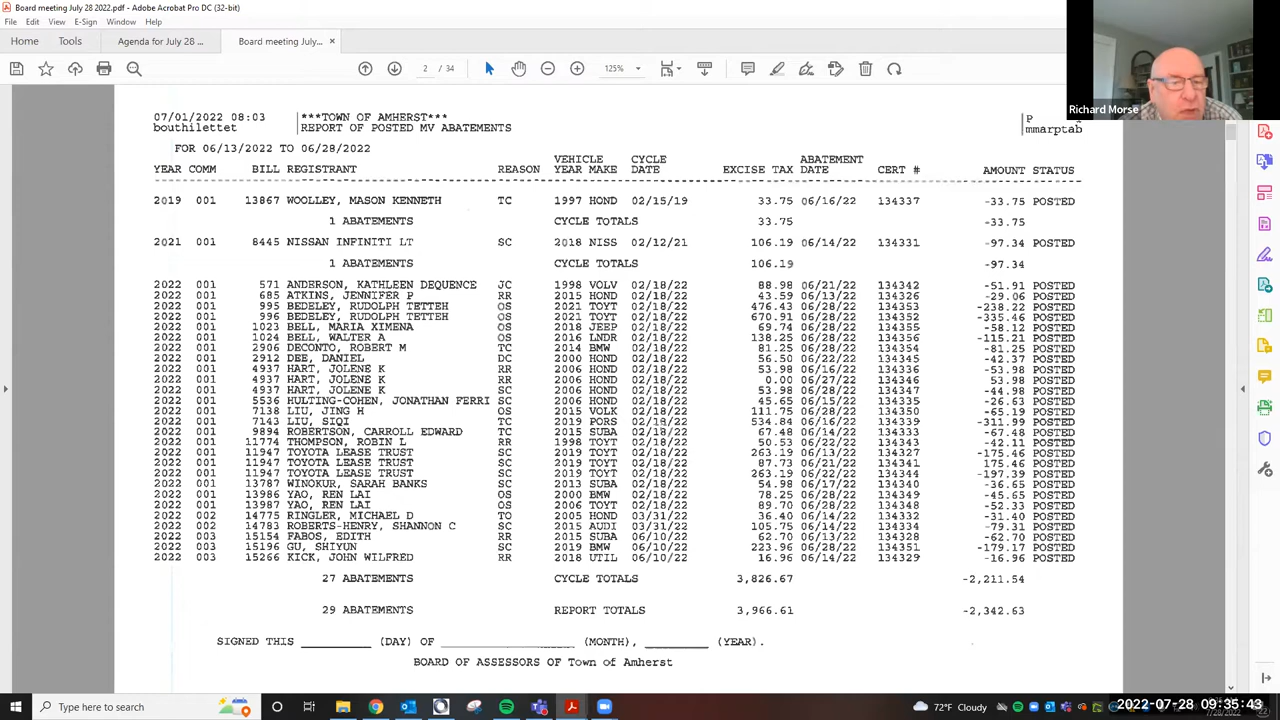 Board meeting July 28 2022.pdf - Adobe Acrobat Pro DC (32-bit)
File Edit View E-Sign Window Help
Home Tools Agenda for July 28 ... Board meeting July... ×
2 / 34 125%
Richard Morse
07/01/2022 08:03 ***TOWN OF AMHERST*** P
bouthilettet REPORT OF POSTED MV ABATEMENTS mmarptab
FOR 06/13/2022 TO 06/28/2022
VEHICLE CYCLE ABATEMENT
YEAR COMM BILL REGISTRANT REASON YEAR MAKE DATE EXCISE TAX DATE CERT # AMOUNT STATUS
2019 001 13867 WOOLLEY, MASON KENNETH TC 1997 HOND 02/15/19 33.75 06/16/22 134337 -33.75 POSTED
1 ABATEMENTS CYCLE TOTALS 33.75 -33.75
2021 001 8445 NISSAN INFINITI LT SC 2018 NISS 02/12/21 106.19 06/14/22 134331 -97.34 POSTED
1 ABATEMENTS CYCLE TOTALS 106.19 -97.34
2022 001 571 ANDERSON, KATHLEEN DEQUENCE JC 1998 VOLV 02/18/22 88.98 06/21/22 134342 -51.91 POSTED
2022 001 685 ATKINS, JENNIFER P RR 2015 HOND 02/18/22 43.59 06/13/22 134326 -29.06 POSTED
2022 001 995 BEDELEY, RUDOLPH TETTEH OS 2021 TOYT 02/18/22 476.43 06/28/22 134353 -238.22 POSTED
2022 001 996 BEDELEY, RUDOLPH TETTEH OS 2021 TOYT 02/18/22 670.91 06/28/22 134352 -335.46 POSTED
2022 001 1023 BELL, MARIA XIMENA OS 2018 JEEP 02/18/22 69.74 06/28/22 134355 -58.12 POSTED
2022 001 1024 BELL, WALTER A OS 2016 LNDR 02/18/22 138.25 06/28/22 134356 -115.21 POSTED
2022 001 2906 DECONTO, ROBERT M TC 2014 BMW 02/18/22 81.25 06/28/22 134354 -81.25 POSTED
2022 001 2912 DEE, DANIEL DC 2000 HOND 02/18/22 56.50 06/22/22 134345 -42.37 POSTED
2022 001 4937 HART, JOLENE K RR 2006 HOND 02/18/22 53.98 06/22/22 134336 -53.98 POSTED
2022 001 4937 HART, JOLENE K RR 2006 HOND 02/18/22 0.00 06/27/22 134346 53.98 POSTED
2022 001 4937 HART, JOLENE K SC 2006 HOND 02/18/22 53.98 06/28/22 134347 -44.98 POSTED
2022 001 5536 HULTING-COHEN, JONATHAN FERRI SC 2006 HOND 02/18/22 45.65 06/15/22 134335 -26.63 POSTED
2022 001 7138 LIU, JING H OS 2015 VOLK 02/18/22 111.75 06/28/22 134350 -65.19 POSTED
2022 001 7143 LIU, SIQI TC 2019 PORS 02/18/22 534.84 06/16/22 134339 -311.99 POSTED
2022 001 9894 ROBERTSON, CARROLL EDWARD TC 2015 SUBA 02/18/22 67.48 06/14/22 134333 -67.48 POSTED
2022 001 11774 THOMPSON, ROBIN L RR 1998 TOYT 02/18/22 50.53 06/22/22 134343 -42.11 POSTED
2022 001 11947 TOYOTA LEASE TRUST SC 2019 TOYT 02/18/22 263.19 06/13/22 134327 -175.46 POSTED
2022 001 11947 TOYOTA LEASE TRUST SC 2019 TOYT 02/18/22 87.73 06/21/22 134341 175.46 POSTED
2022 001 11947 TOYOTA LEASE TRUST SC 2019 TOYT 02/18/22 263.19 06/22/22 134344 -197.39 POSTED
2022 001 13787 WINOKUR, SARAH BANKS SC 2013 SUBA 02/18/22 54.98 06/17/22 134340 -36.65 POSTED
2022 001 13986 YAO, REN LAI OS 2000 BMW 02/18/22 78.25 06/28/22 134349 -45.65 POSTED
2022 001 13987 YAO, REN LAI OS 2006 TOYT 02/18/22 89.70 06/28/22 134348 -52.33 POSTED
2022 002 14775 RINGLER, MICHAEL D TO 2005 HOND 03/31/22 36.40 06/14/22 134332 -31.40 POSTED
2022 002 14783 ROBERTS-HENRY, SHANNON C SC 2015 AUDI 03/31/22 105.75 06/14/22 134334 -79.31 POSTED
2022 003 15154 FABOS, EDITH RR 2015 SUBA 06/10/22 62.70 06/13/22 134328 -62.70 POSTED
2022 003 15196 GU, SHIYUN SC 2019 BMW 06/10/22 223.96 06/28/22 134351 -179.17 POSTED
2022 003 15266 KICK, JOHN WILFRED RR 2018 UTIL 06/10/22 16.96 06/14/22 134329 -16.96 POSTED
27 ABATEMENTS CYCLE TOTALS 3,826.67 -2,211.54
29 ABATEMENTS REPORT TOTALS 3,966.61 -2,342.63
SIGNED THIS (DAY) OF (MONTH), (YEAR).
BOARD OF ASSESSORS OF Town of Amherst
Type here to search 72°F Cloudy 2022-07-28 09:35:43